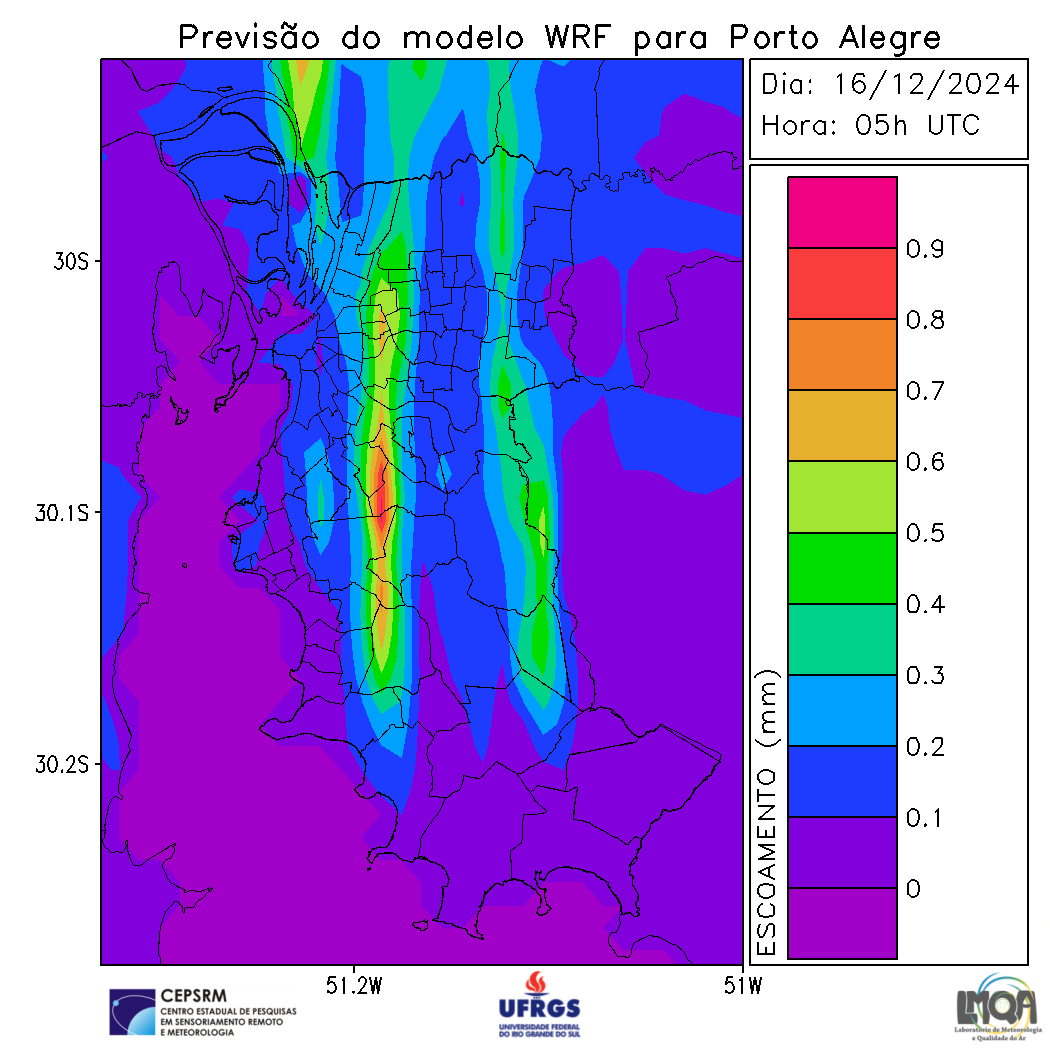 Previsão do modelo WRF para Porto Alegre
Dia: 16/12/2024
Hora: 05h UTC
0.9
0.8
0.7
0.6
0.5
0.4
0.3
0.2
0.1
0
ESCOAMENTO (mm)
30S
30.1S
30.2S
51.2W
51W
CEPSRM
CENTRO ESTADUAL DE PESQUISAS
EM SENSORIAMENTO REMOTO
E METEOROLOGIA
UFRGS
UNIVERSIDADE FEDERAL
DO RIO GRANDE DO SUL
LMQA
Laboratório de Meteorologia
e Qualidade do Ar